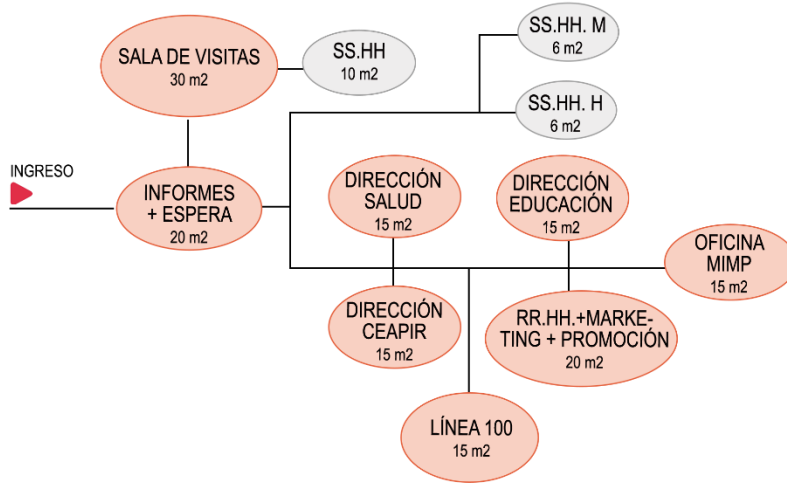 SALA DE VISITAS
30 m2
SS.HH
10 m2
SS.HH. M
6 m2
SS.HH. H
6 m2
INGRESO
INFORMES
+ ESPERA
20 m2
DIRECCIÓN
SALUD
15 m2
DIRECCIÓN
EDUCACIÓN
15 m2
OFICINA
MIMP
15 m2
DIRECCIÓN
CEAPIR
15 m2
RR.HH.+MARKE-
TING + PROMOCIÓN
20 m2
LÍNEA 100
15 m2